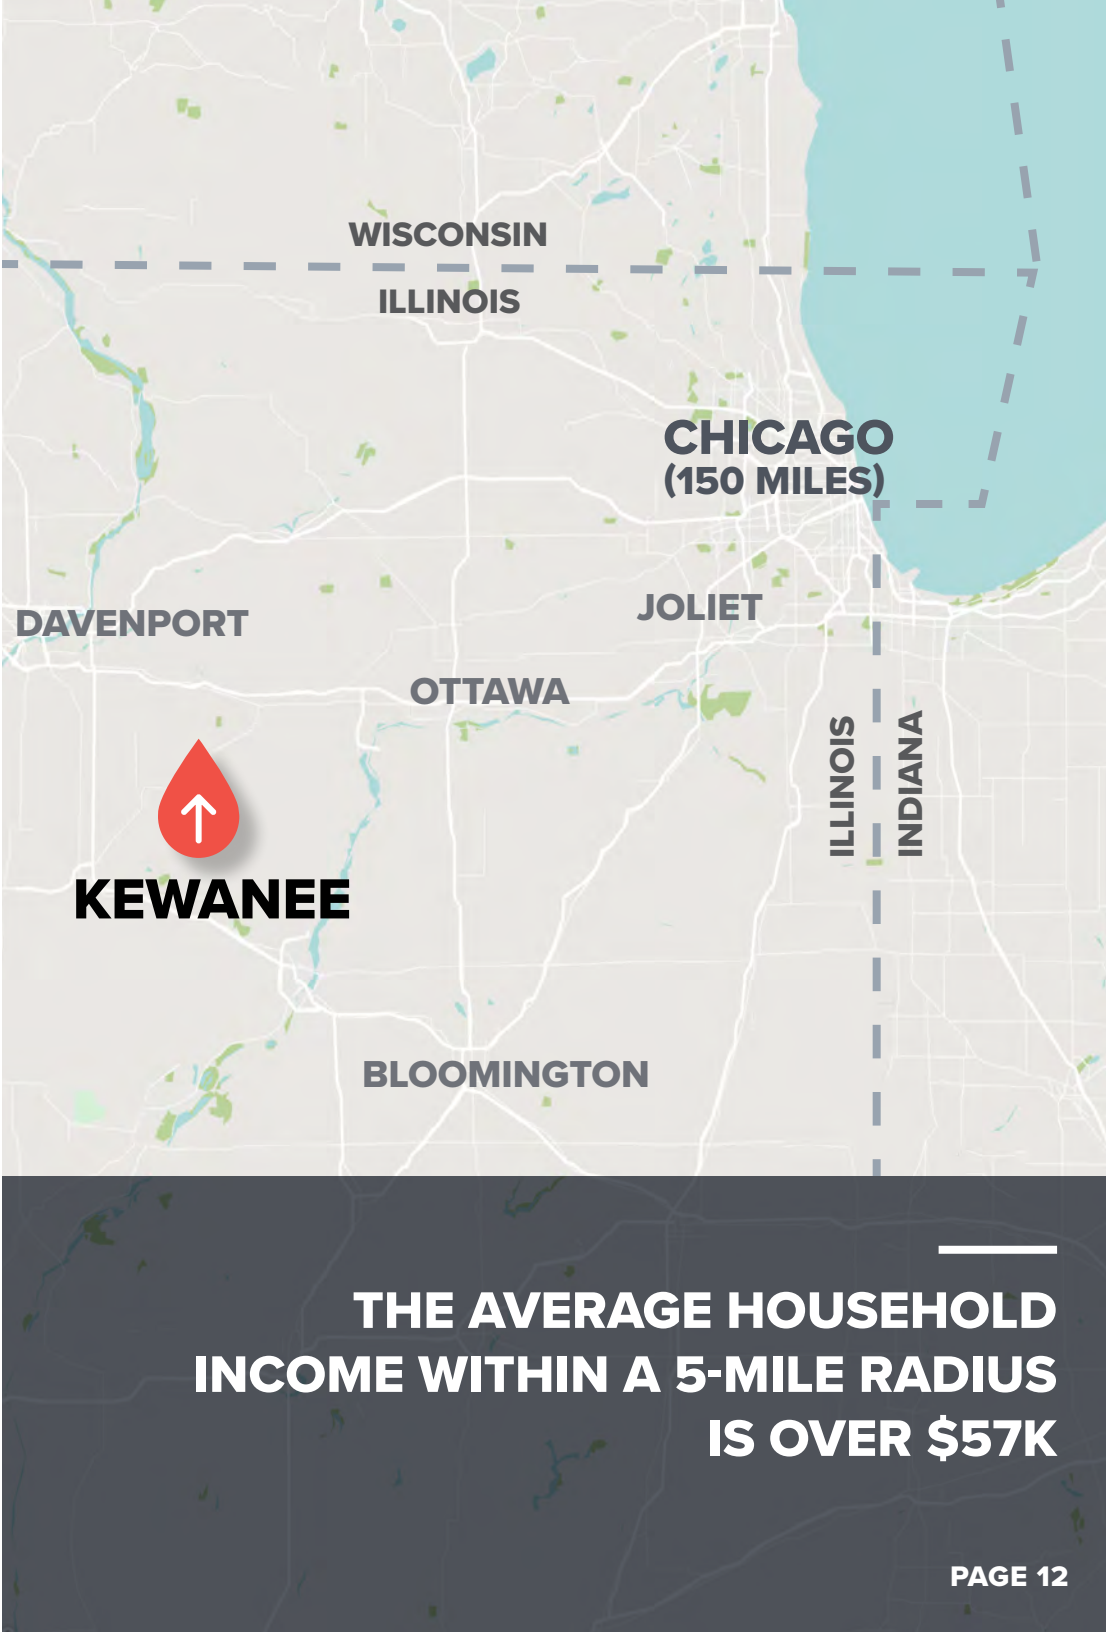 WISCONSIN
ILLINOIS
CHICAGO
(150 MILES)
DAVENPORT
JOLIET
OTTAWA
ILLINOIS
INDIANA
KEWANEE
BLOOMINGTON
THE AVERAGE HOUSEHOLD
INCOME WITHIN A 5-MILE RADIUS
IS OVER $57K
PAGE 12